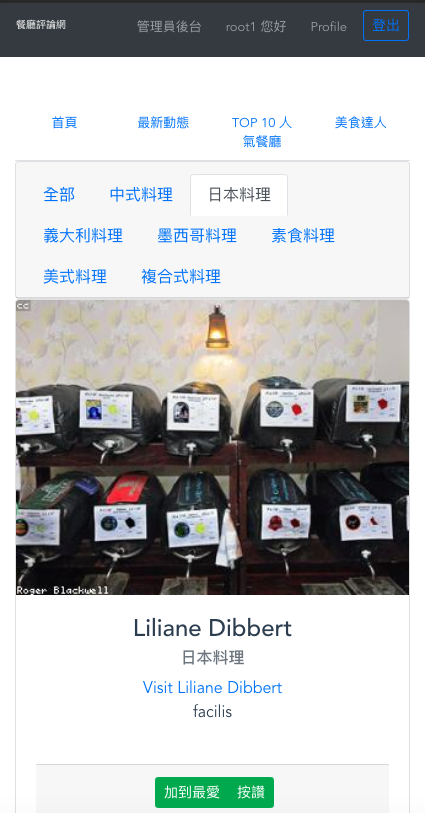 餐廳評論網
管理員後台 root1 您好 Profile 登出
首頁 最新動態 TOP 10 人 美食達人
氣餐廳
全部 中式料理 日本料理
義大利料理 墨西哥料理 素食料理
美式料理 複合式料理
cc
Roger Blackwell
Liliane Dibbert
日本料理
Visit Liliane Dibbert
facilis
加到最愛 按讚